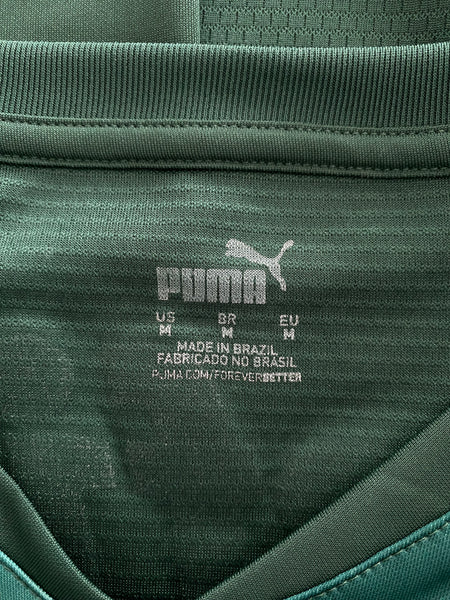 PUMA
US BR EU
M M M
MADE IN BRAZIL
FABRICADO NO BRASIL
PUMA.COM/FOREVERBETTER